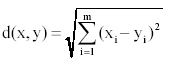 d(x, y) = √∑_{i=1}^{m} (x_i − y_i)^2